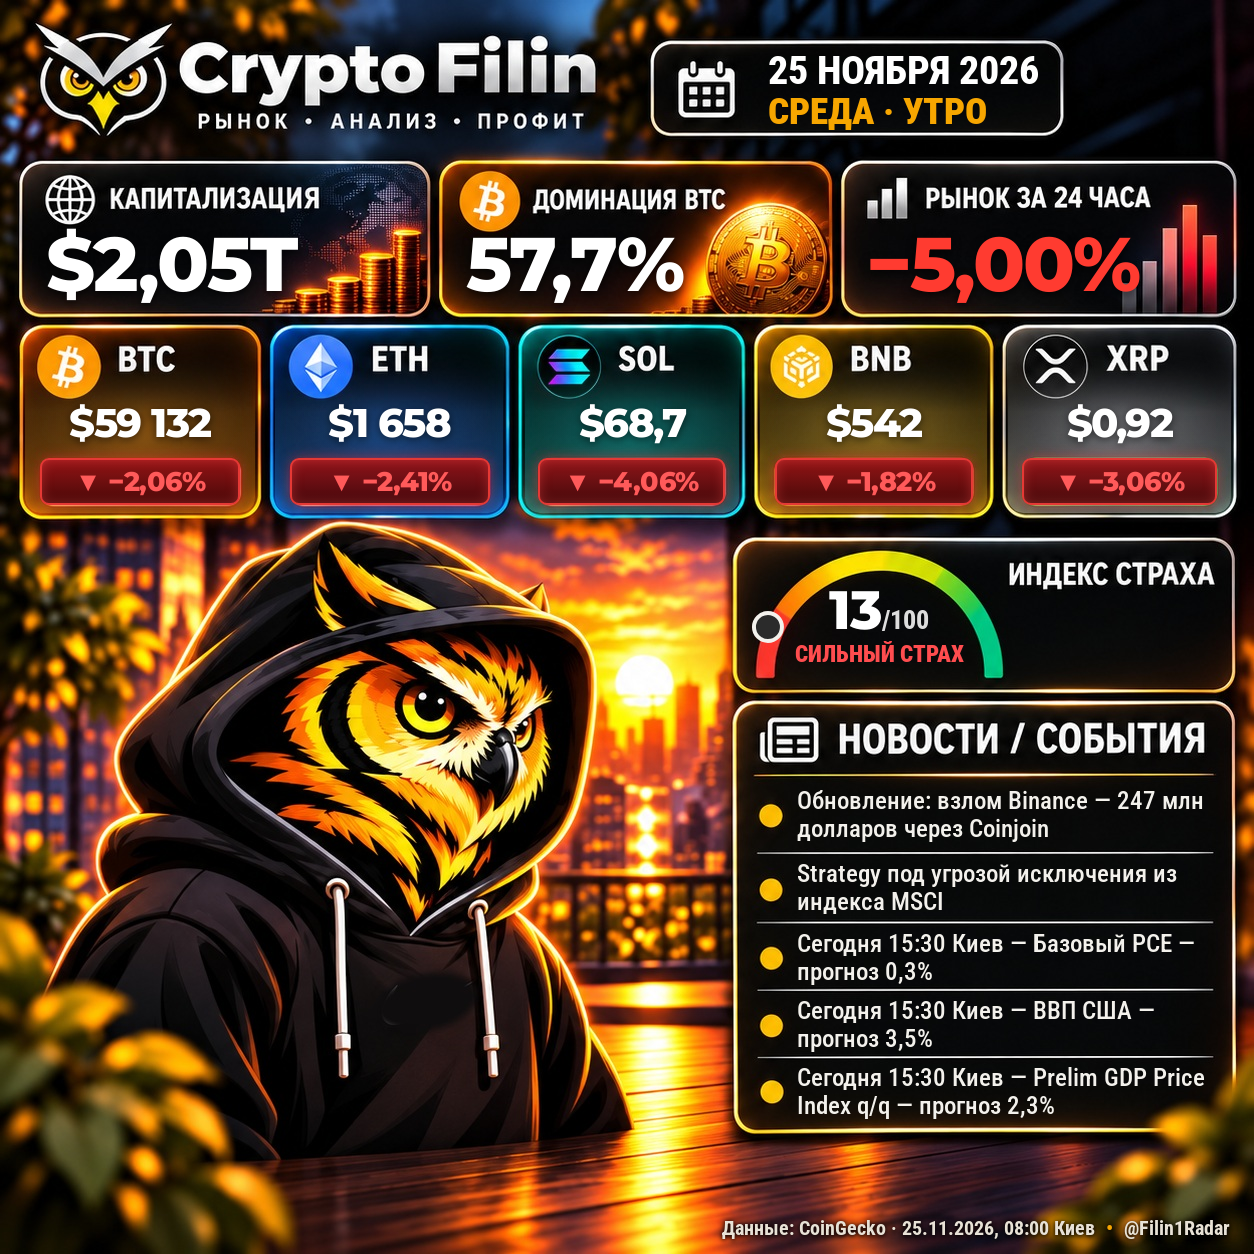 Crypto Filin
РЫНОК • АНАЛИЗ • ПРОФИТ
25 НОЯБРЯ 2026
СРЕДА · УТРО
КАПИТАЛИЗАЦИЯ
$2,05T
ДОМИНАЦИЯ BTC
57,7%
РЫНОК ЗА 24 ЧАСА
−5,00%
BTC
$59 132
▼ −2,06%
ETH
$1 658
▼ −2,41%
SOL
$68,7
▼ −4,06%
BNB
$542
▼ −1,82%
XRP
$0,92
▼ −3,06%
ИНДЕКС СТРАХА
13/100
СИЛЬНЫЙ СТРАХ
НОВОСТИ / СОБЫТИЯ
Обновление: взлом Binance — 247 млн
долларов через Coinjoin
Strategy под угрозой исключения из
индекса MSCI
Сегодня 15:30 Киев — Базовый PCE —
прогноз 0,3%
Сегодня 15:30 Киев — ВВП США —
прогноз 3,5%
Сегодня 15:30 Киев — Prelim GDP Price
Index q/q — прогноз 2,3%
Данные: CoinGecko · 25.11.2026, 08:00 Киев • @Filin1Radar